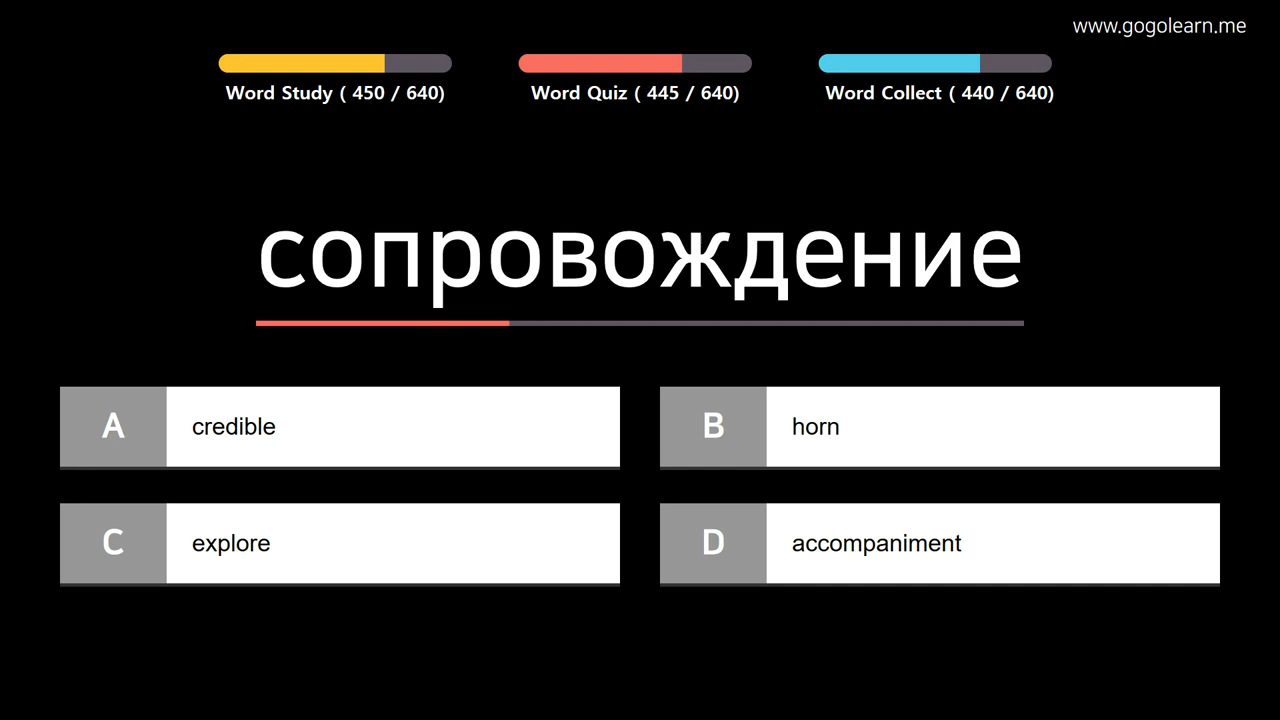 www.gogolearn.me
Word Study ( 450 / 640)
Word Quiz ( 445 / 640)
Word Collect ( 440 / 640)
сопровождение
A credible
B horn
C explore
D accompaniment